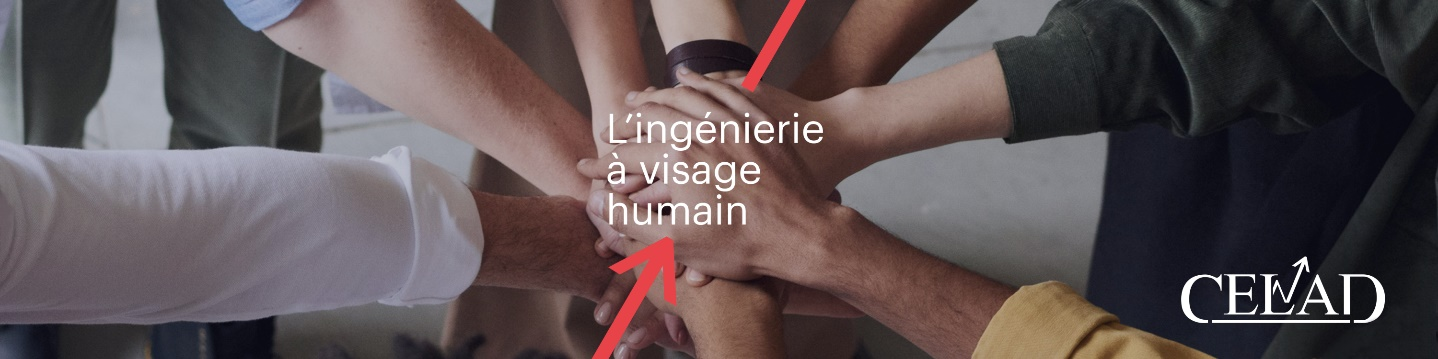 L'ingénierie
à visage
humain
CELAD